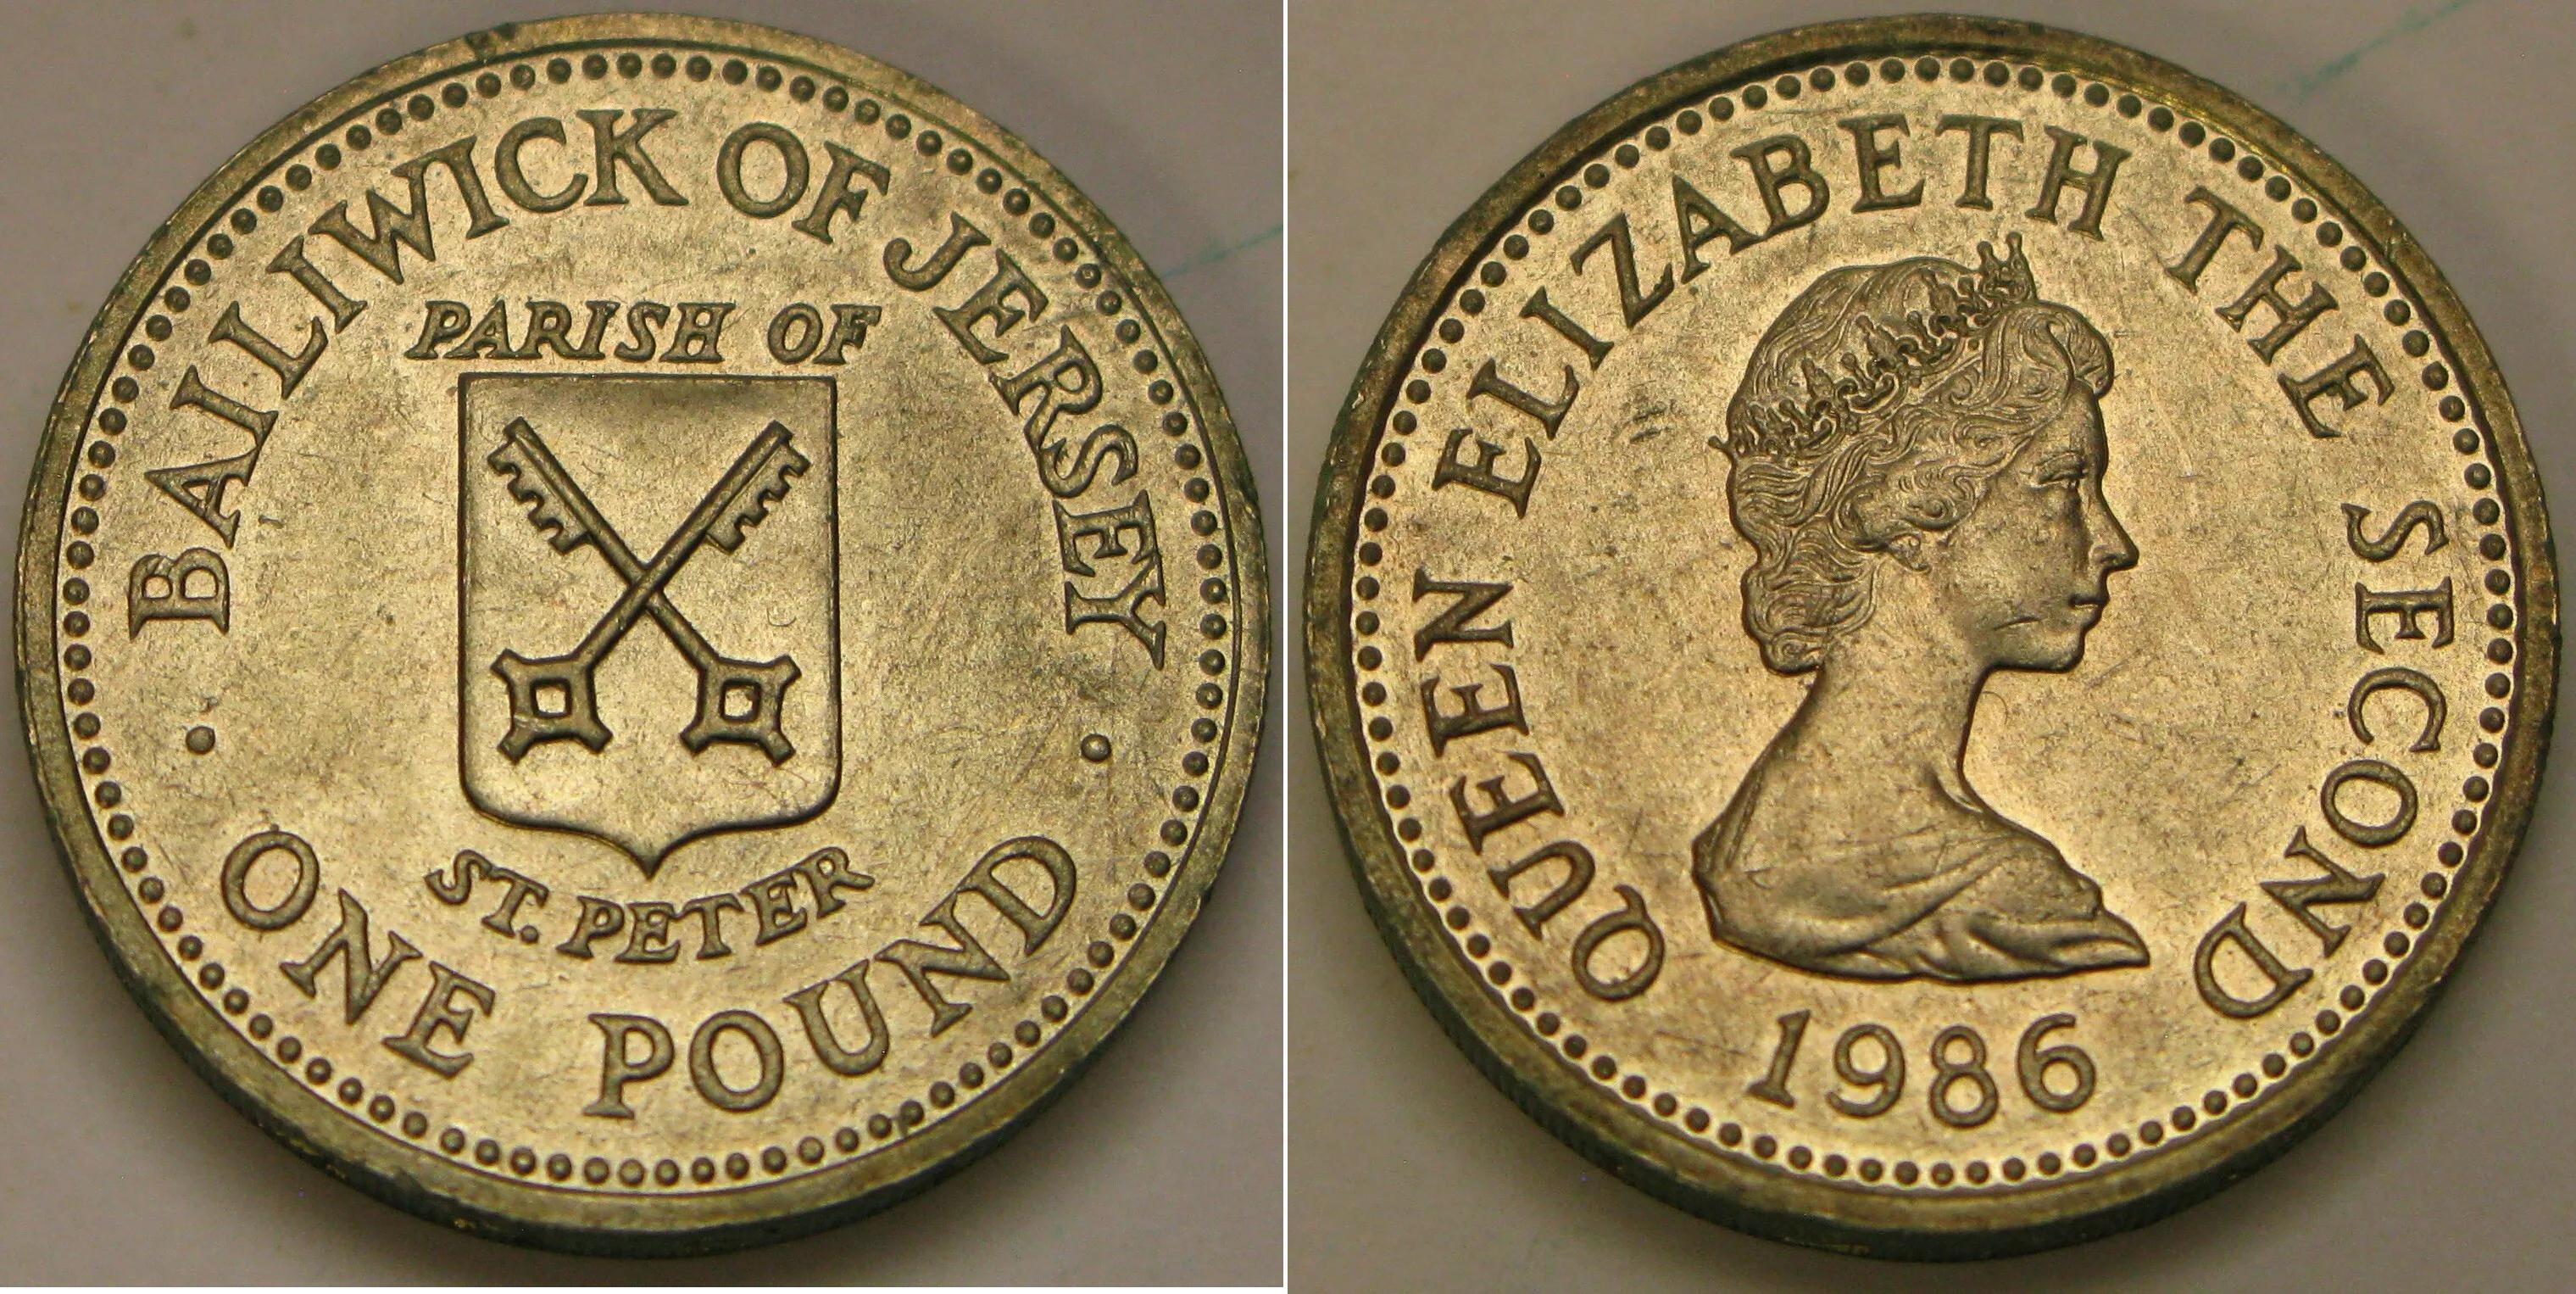 BAILIWICK OF JERSEY
PARISH OF
ST. PETER
ONE POUND
QUEEN ELIZABETH THE SECOND
1986